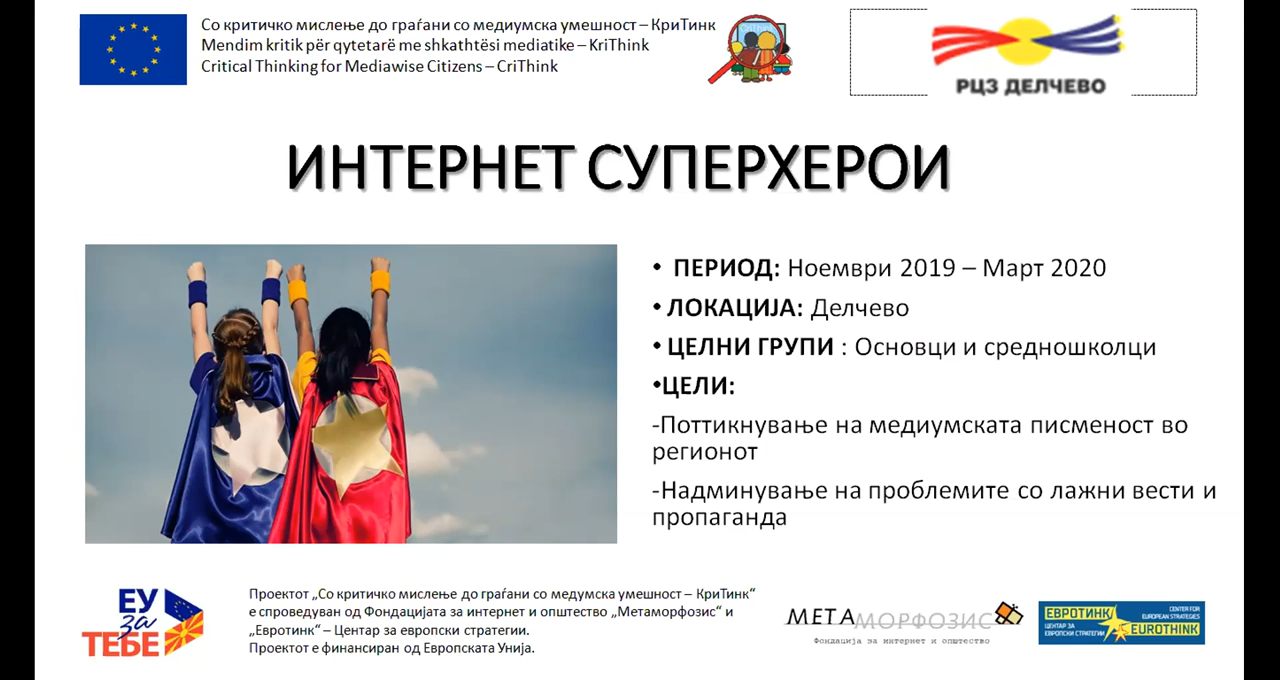 Со критичко мислење до граѓани со медиумска умешност – КриТинк
Mendim kritik për qytetarë me shkathtësi mediatike – KriThink
Critical Thinking for Mediawise Citizens – CriThink
РЦЗ ДЕЛЧЕВО
ИНТЕРНЕТ СУПЕРХЕРОИ
• ПЕРИОД: Ноември 2019 – Март 2020
• ЛОКАЦИЈА: Делчево
• ЦЕЛНИ ГРУПИ : Основци и средношколци
•ЦЕЛИ:
-Поттикнување на медиумската писменост во
регионот
-Надминување на проблемите со лажни вести и
пропаганда
ЕУ
за
ТЕБЕ
Проектот „Со критичко мислење до граѓани со медумска умешност – КриТинк“
е спроведуван од Фондацијата за интернет и општество „Метаморфозис“ и
„Евротинк“ – Центар за европски стратегии.
Проектот е финансиран од Европската Унија.
МЕТАМОРФОЗИС
Фондација за интернет и општество
ЕВРОТИНК
ЦЕНТАР ЗА
ЕВРОПСКИ СТРАТЕГИИ
CENTER FOR
EUROPEAN STRATEGIES
EUROTHINK